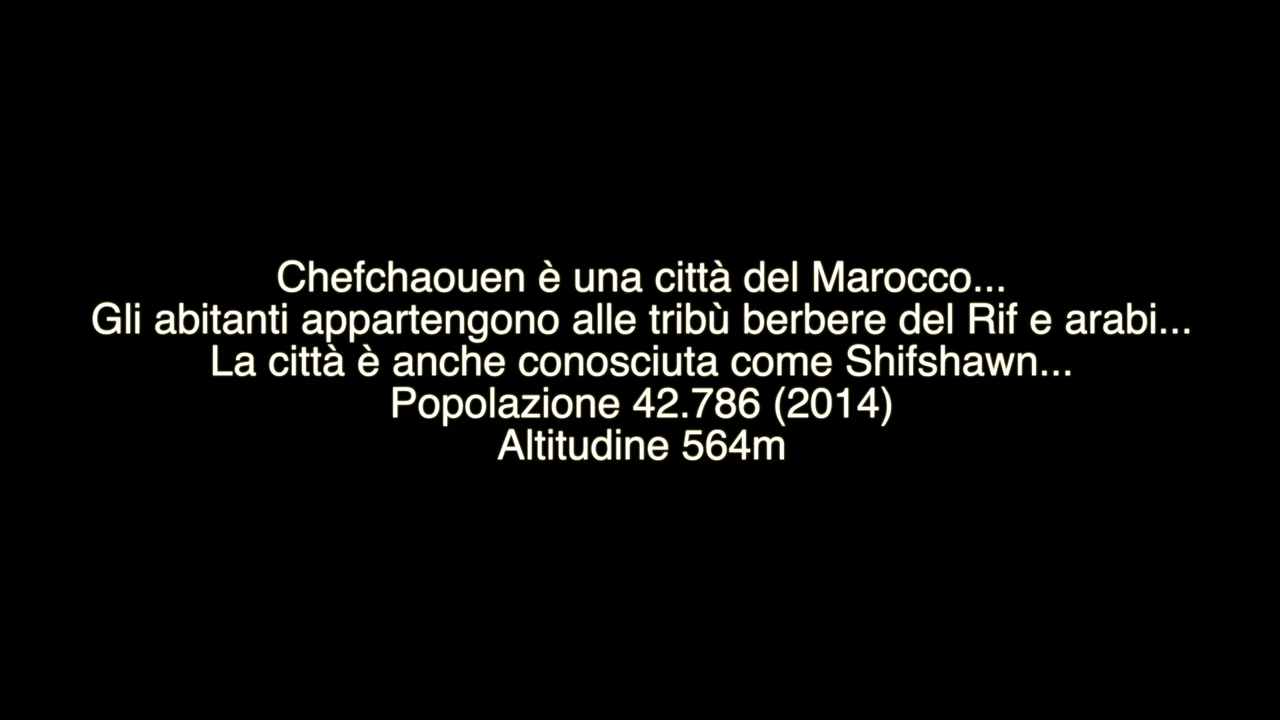 Chefchaouen è una città del Marocco...
Gli abitanti appartengono alle tribù berbere del Rif e arabi...
La città è anche conosciuta come Shifshawn...
Popolazione 42.786 (2014)
Altitudine 564m